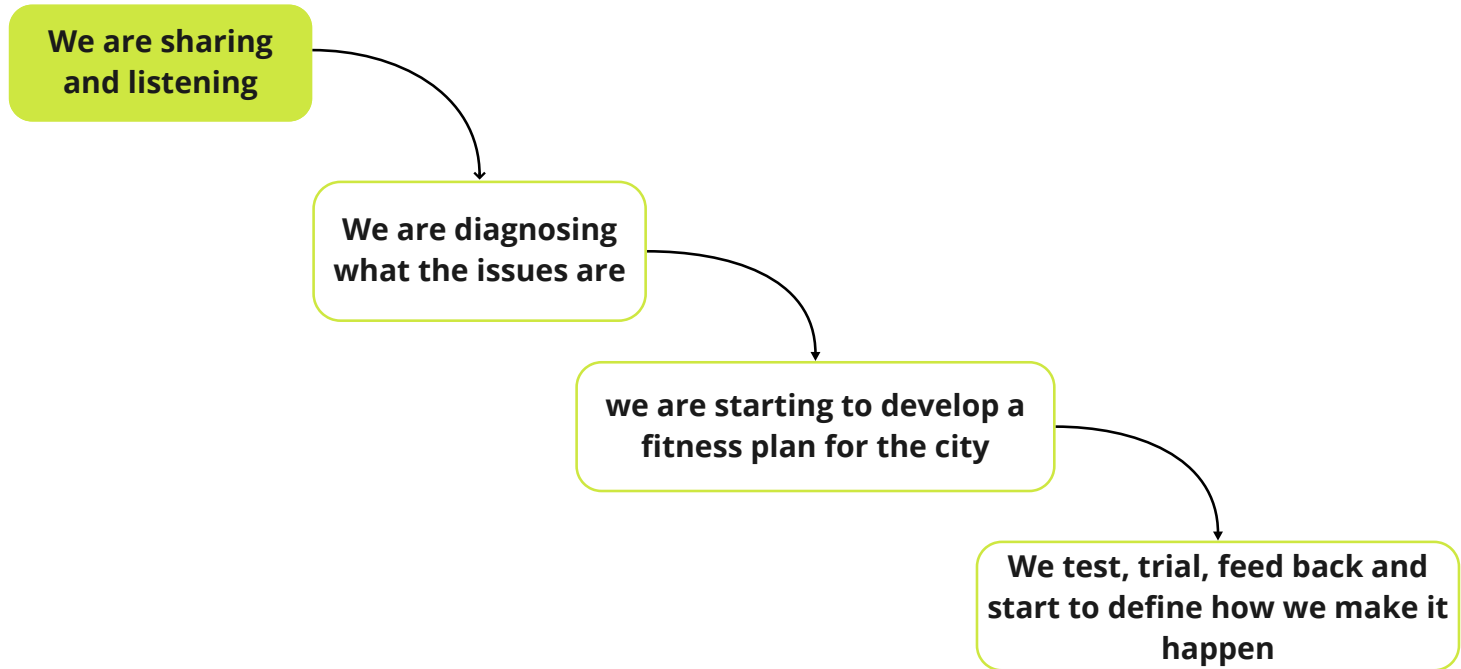 We are sharing
and listening
We are diagnosing
what the issues are
we are starting to develop a
fitness plan for the city
We test, trial, feed back and
start to define how we make it
happen